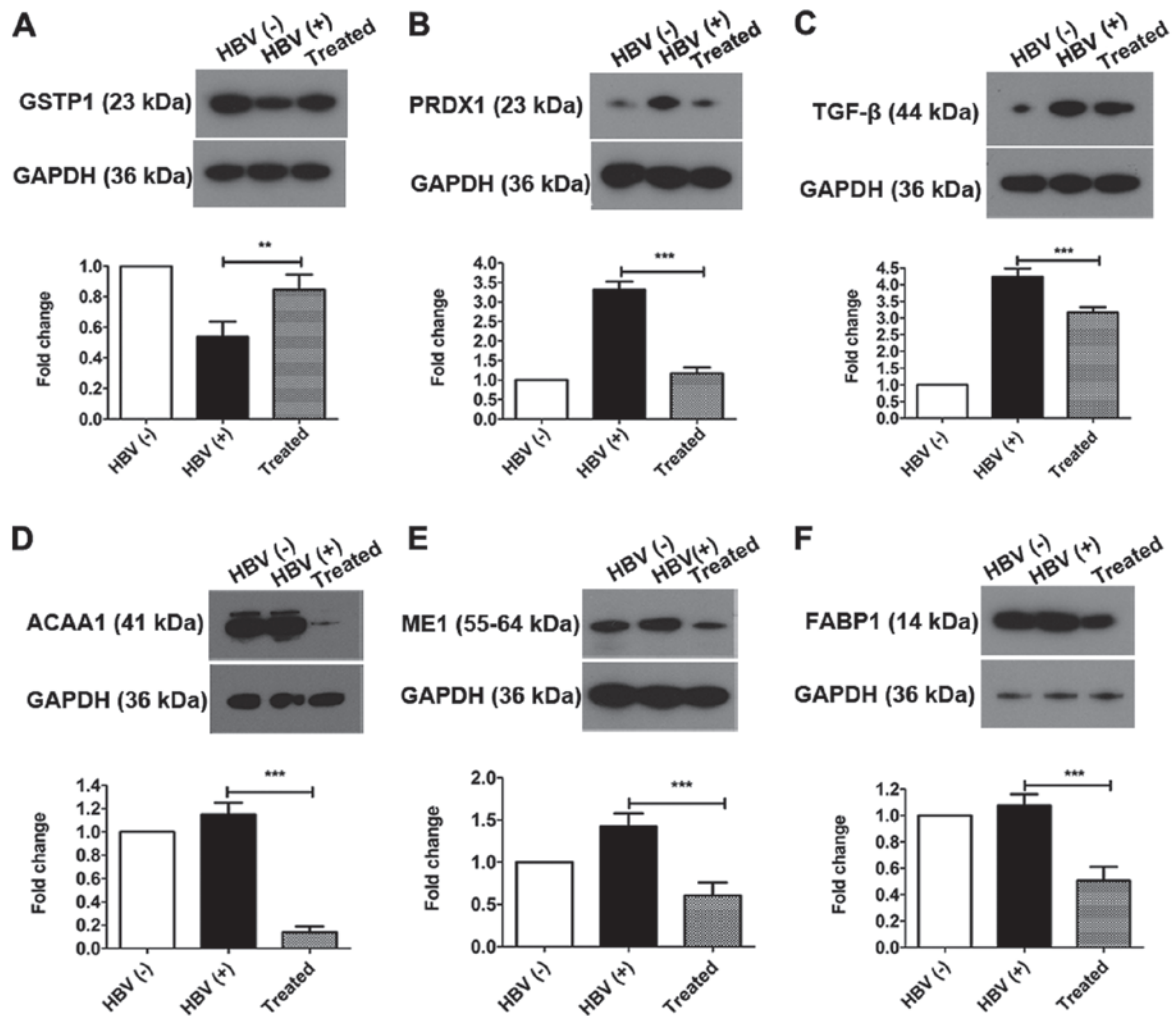 A
HBV (-)
HBV (+)
Treated
GSTP1 (23 kDa)
GAPDH (36 kDa)
**
Fold change
1.0
0.8
0.6
0.4
0.2
0.0
HBV (-)
HBV (+)
Treated
B
HBV (-)
HBV (+)
Treated
PRDX1 (23 kDa)
GAPDH (36 kDa)
***
Fold change
4.0
3.5
3.0
2.5
2.0
1.5
1.0
0.5
0.0
HBV (-)
HBV (+)
Treated
C
HBV (-)
HBV (+)
Treated
TGF-β (44 kDa)
GAPDH (36 kDa)
***
Fold change
4.5
4.0
3.5
3.0
2.5
2.0
1.5
1.0
0.5
0.0
HBV (-)
HBV (+)
Treated
D
HBV (-)
HBV (+)
Treated
ACAA1 (41 kDa)
GAPDH (36 kDa)
***
Fold change
1.4
1.2
1.0
0.8
0.6
0.4
0.2
0.0
HBV (-)
HBV (+)
Treated
E
HBV (-)
HBV(+)
Treated
ME1 (55-64 kDa)
GAPDH (36 kDa)
***
Fold change
2.0
1.5
1.0
0.5
0.0
HBV (-)
HBV (+)
Treated
F
HBV (-)
HBV (+)
Treated
FABP1 (14 kDa)
GAPDH (36 kDa)
***
Fold change
1.2
1.0
0.8
0.6
0.4
0.2
0.0
HBV (-)
HBV (+)
Treated